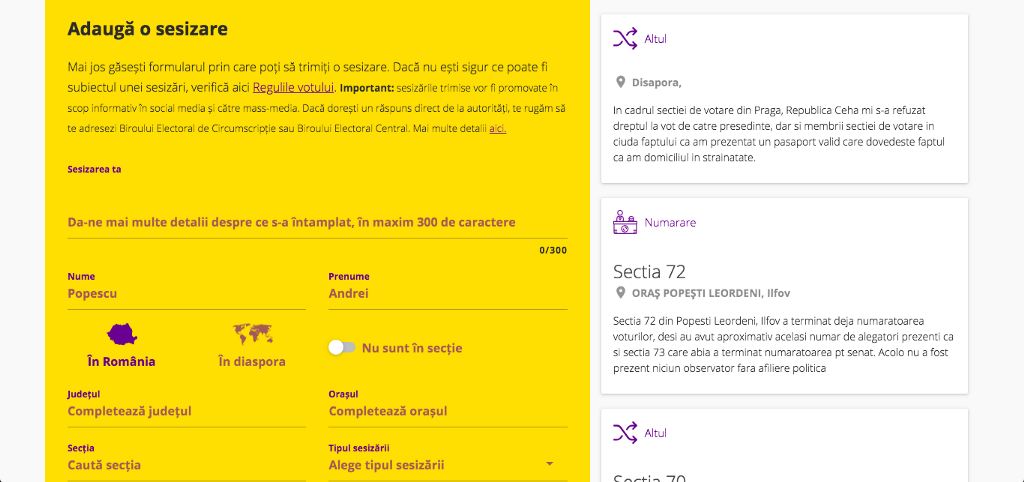 Adaugă o sesizare
Mai jos găsești formularul prin care poți să trimiți o sesizare. Dacă nu ești sigur ce poate fi
subiectul unei sesizări, verifică aici Regulile votului. Important: sesizările trimise vor fi promovate în
scop informativ în social media și către mass-media. Dacă dorești un răspuns direct de la autorități, te rugăm să
te adresezi Biroului Electoral de Circumscripție sau Biroului Electoral Central. Mai multe detalii aici.
Sesizarea ta
Da-ne mai multe detalii despre ce s-a întamplat, în maxim 300 de caractere
0/300
Nume
Popescu
Prenume
Andrei
În România
În diaspora
Nu sunt în secție
Județul
Completează județul
Orașul
Completează orașul
Secția
Caută secția
Tipul sesizării
Alege tipul sesizării
Altul
Disapora,
In cadrul sectiei de votare din Praga, Republica Ceha mi s-a refuzat
dreptul la vot de catre presedinte, dar si membrii sectiei de votare in
ciuda faptului ca am prezentat un pasaport valid care dovedeste faptul
ca am domiciliul in strainatate.
Numarare
Sectia 72
ORAŞ POPEŞTI LEORDENI, Ilfov
Sectia 72 din Popesti Leordeni, Ilfov a terminat deja numaratoarea
voturilor, desi au avut aproximativ acelasi numar de alegatori prezenti ca
si sectia 73 care abia a terminat numaratoarea pt senat. Acolo nu a fost
prezent niciun observator fara afiliere politica
Altul
Sectia 70